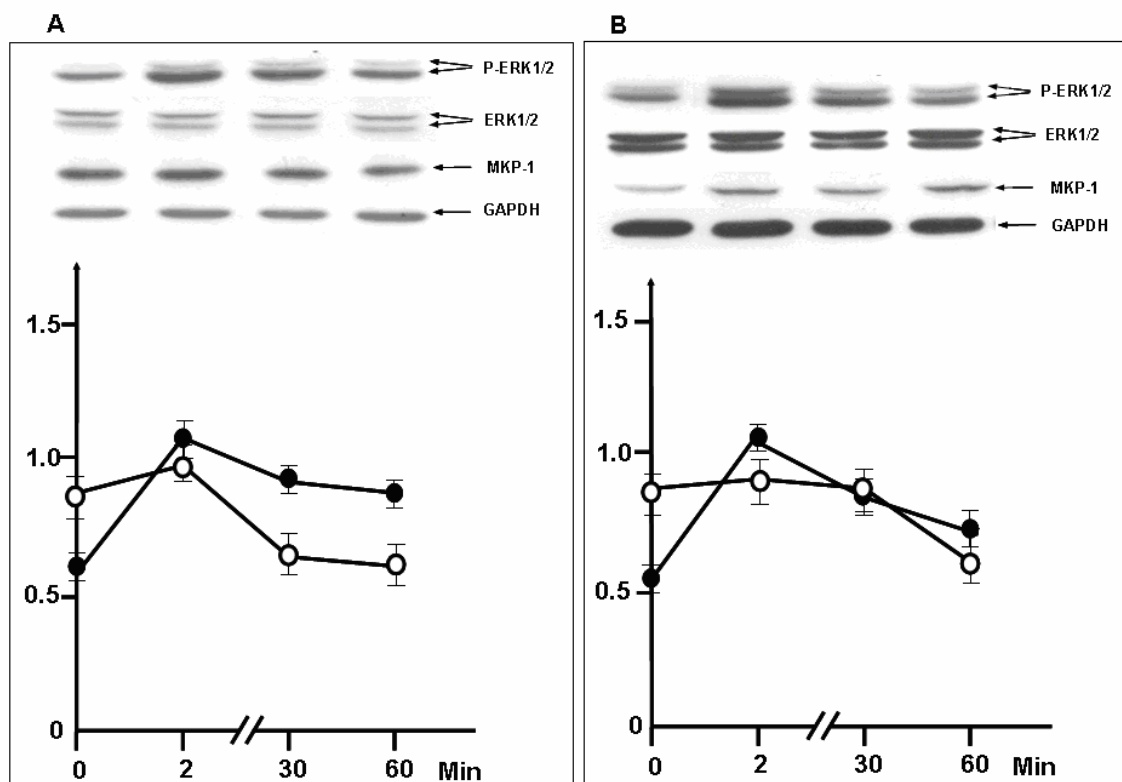 A
P-ERK1/2
ERK1/2
MKP-1
GAPDH
1.5
1.0
0.5
0
0 2 30 60 Min
B
P-ERK1/2
ERK1/2
MKP-1
GAPDH
1.5
1.0
0.5
0
0 2 30 60 Min